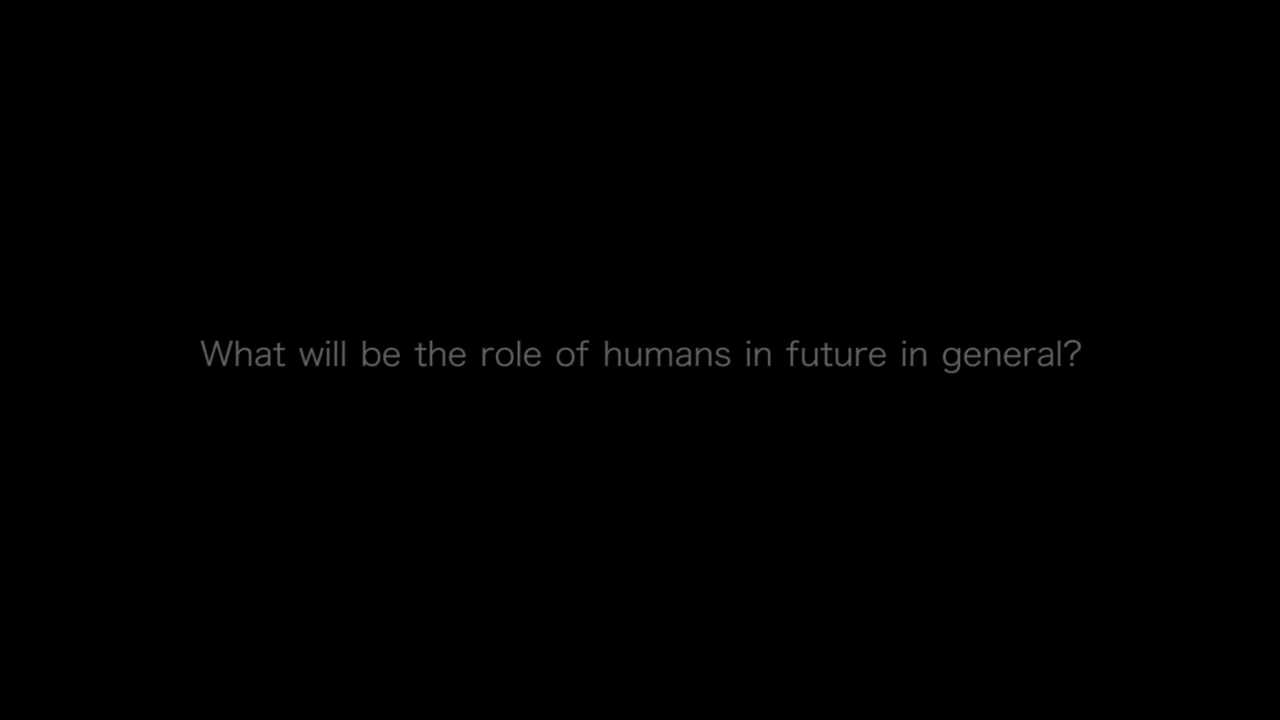 What will be the role of humans in future in general?